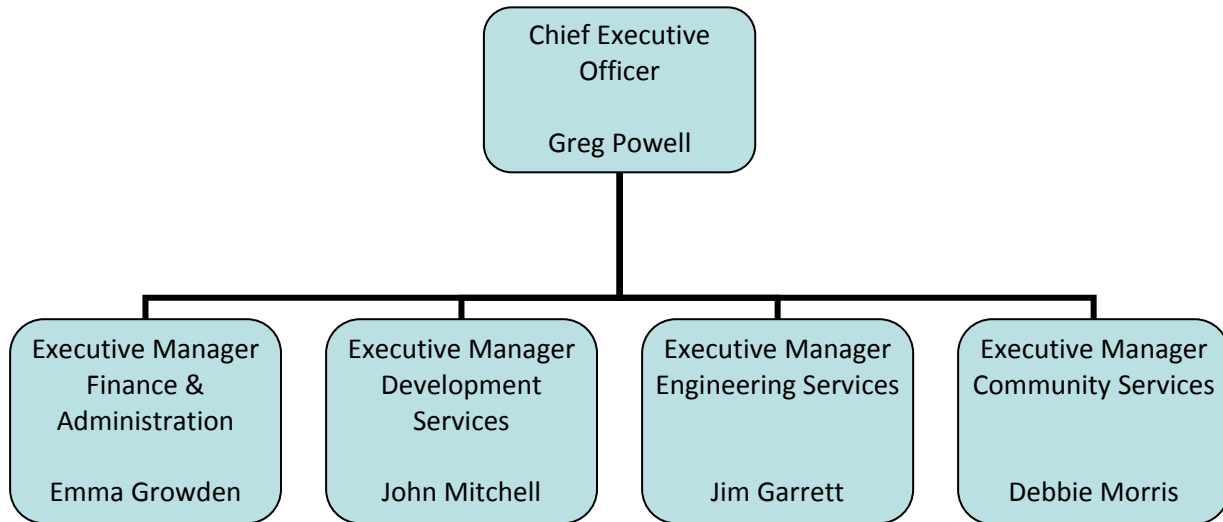 Chief Executive
Officer
Greg Powell
Executive Manager
Finance &
Administration
Emma Growden
Executive Manager
Development
Services
John Mitchell
Executive Manager
Engineering Services
Jim Garrett
Executive Manager
Community Services
Debbie Morris